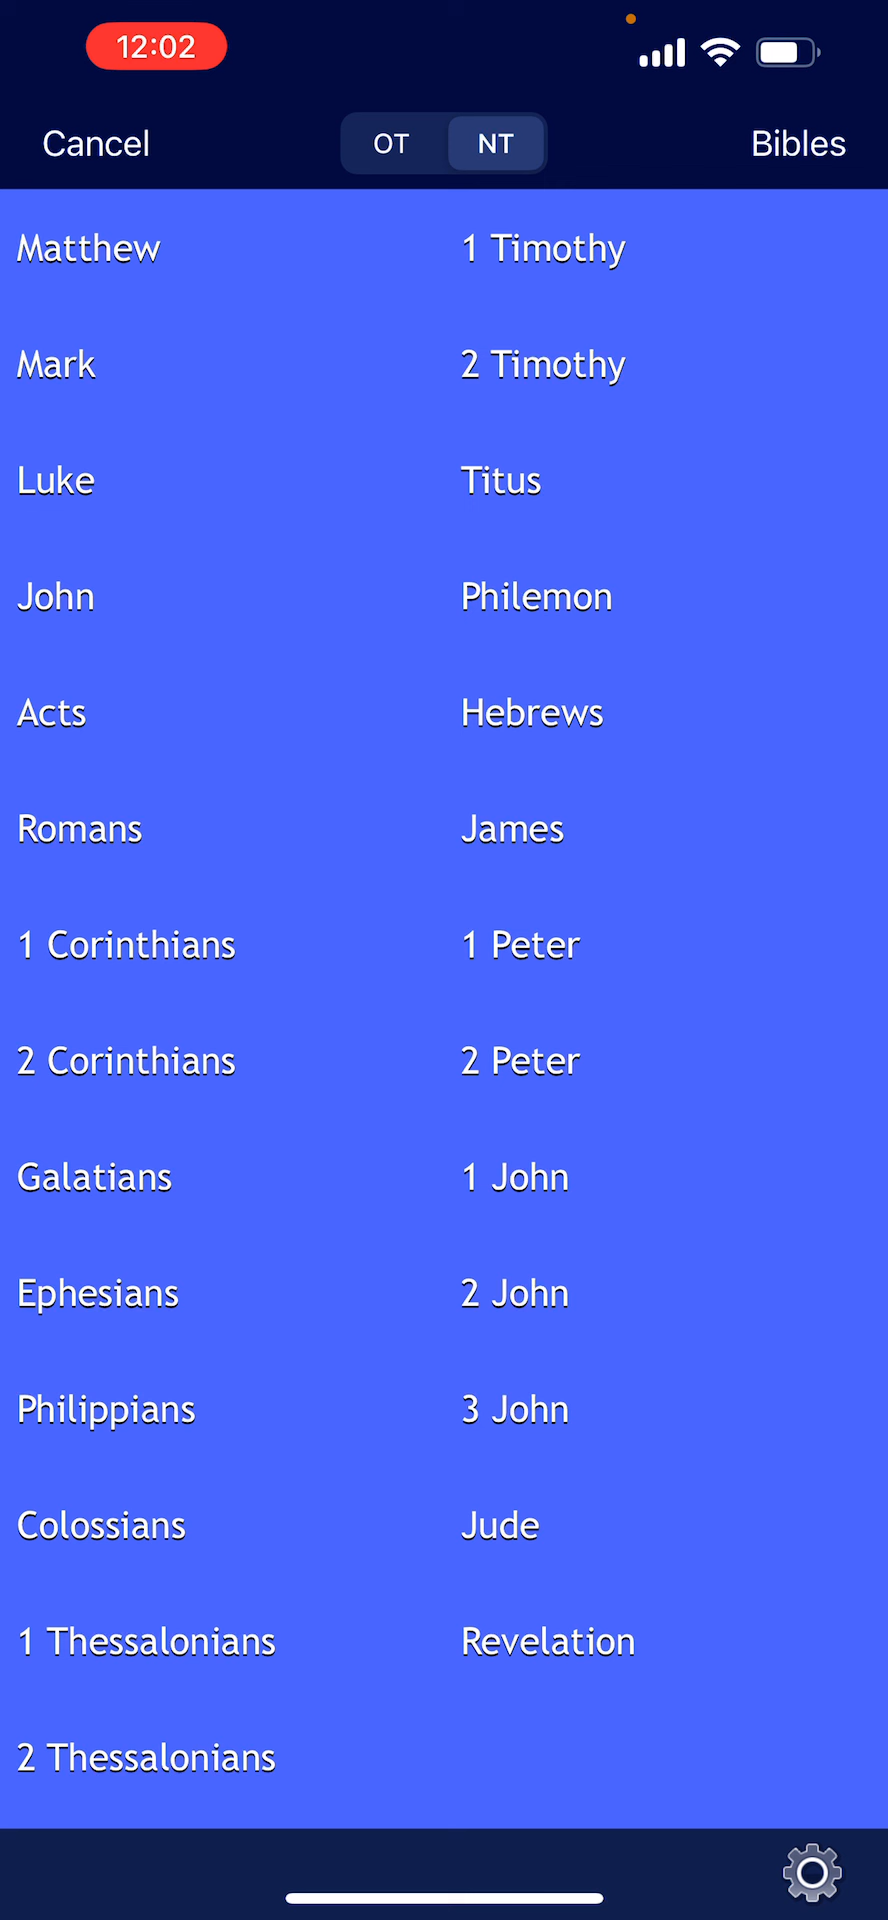 12:02
Cancel OT NT Bibles
Matthew
Mark
Luke
John
Acts
Romans
1 Corinthians
2 Corinthians
Galatians
Ephesians
Philippians
Colossians
1 Thessalonians
2 Thessalonians
1 Timothy
2 Timothy
Titus
Philemon
Hebrews
James
1 Peter
2 Peter
1 John
2 John
3 John
Jude
Revelation